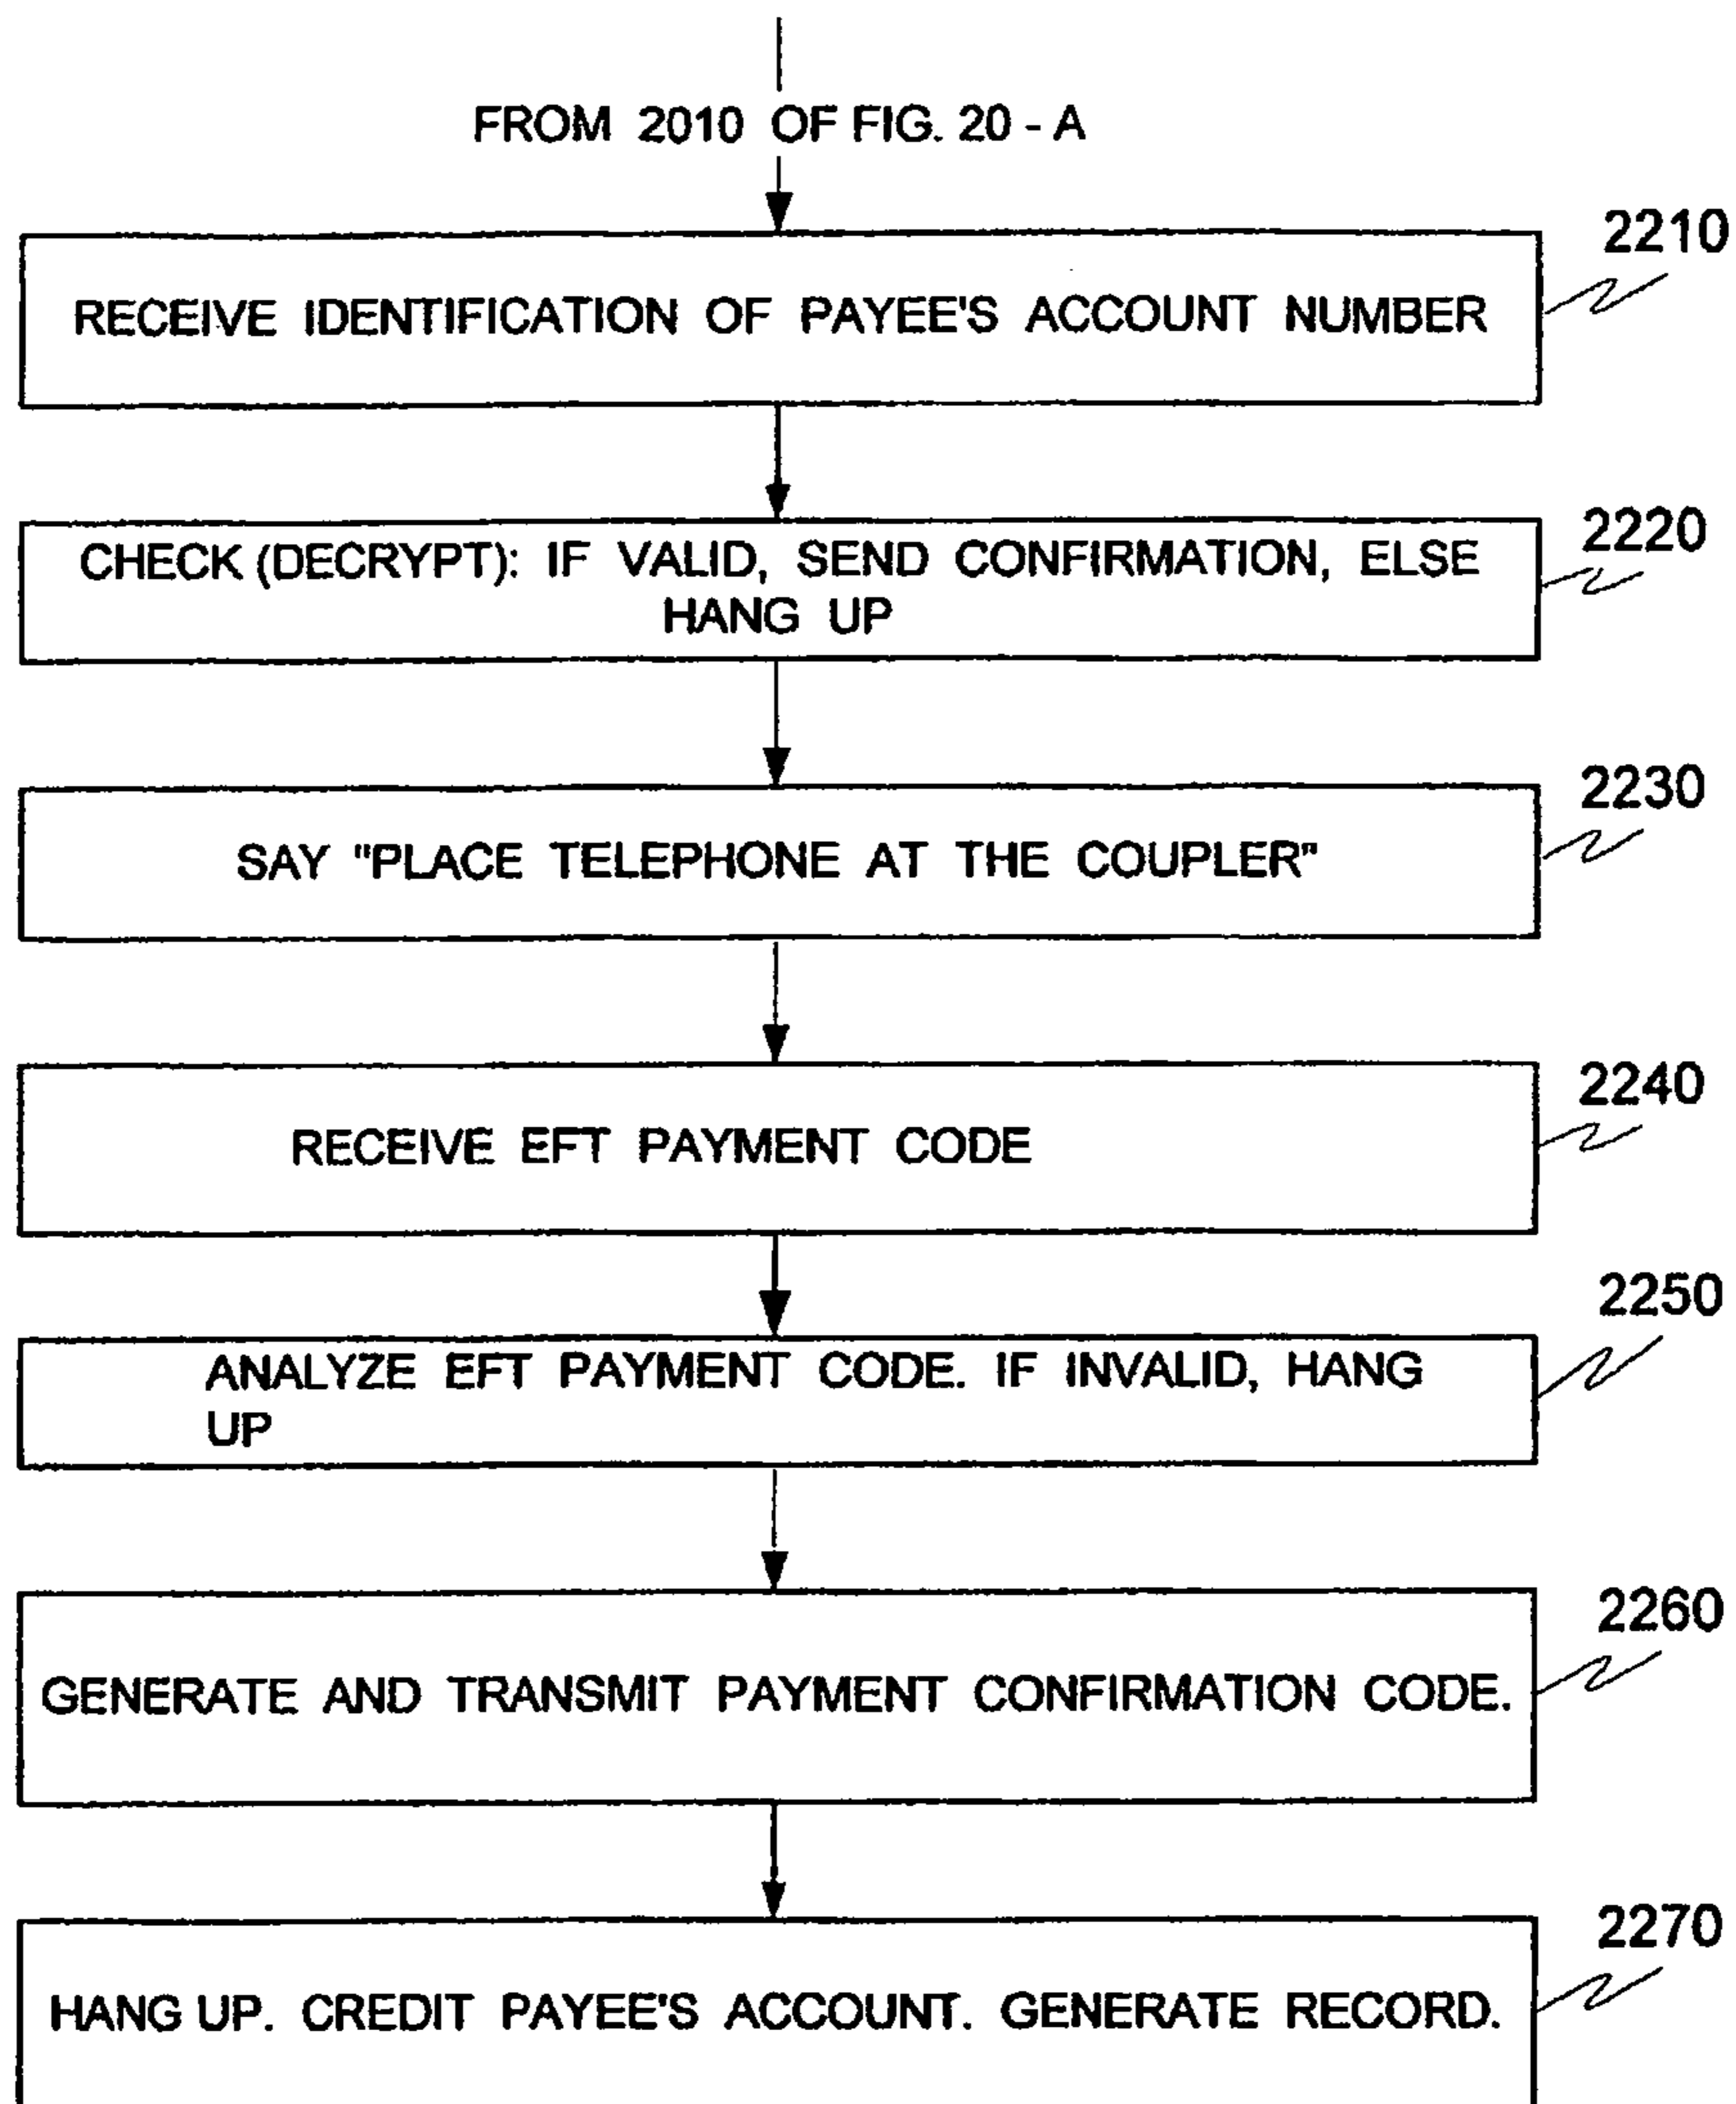 FROM 2010 OF FIG. 20 - A
2210
RECEIVE IDENTIFICATION OF PAYEE'S ACCOUNT NUMBER
2220
CHECK (DECRYPT): IF VALID, SEND CONFIRMATION, ELSE
HANG UP
2230
SAY "PLACE TELEPHONE AT THE COUPLER"
2240
RECEIVE EFT PAYMENT CODE
2250
ANALYZE EFT PAYMENT CODE. IF INVALID, HANG
UP
2260
GENERATE AND TRANSMIT PAYMENT CONFIRMATION CODE.
2270
HANG UP. CREDIT PAYEE'S ACCOUNT. GENERATE RECORD.